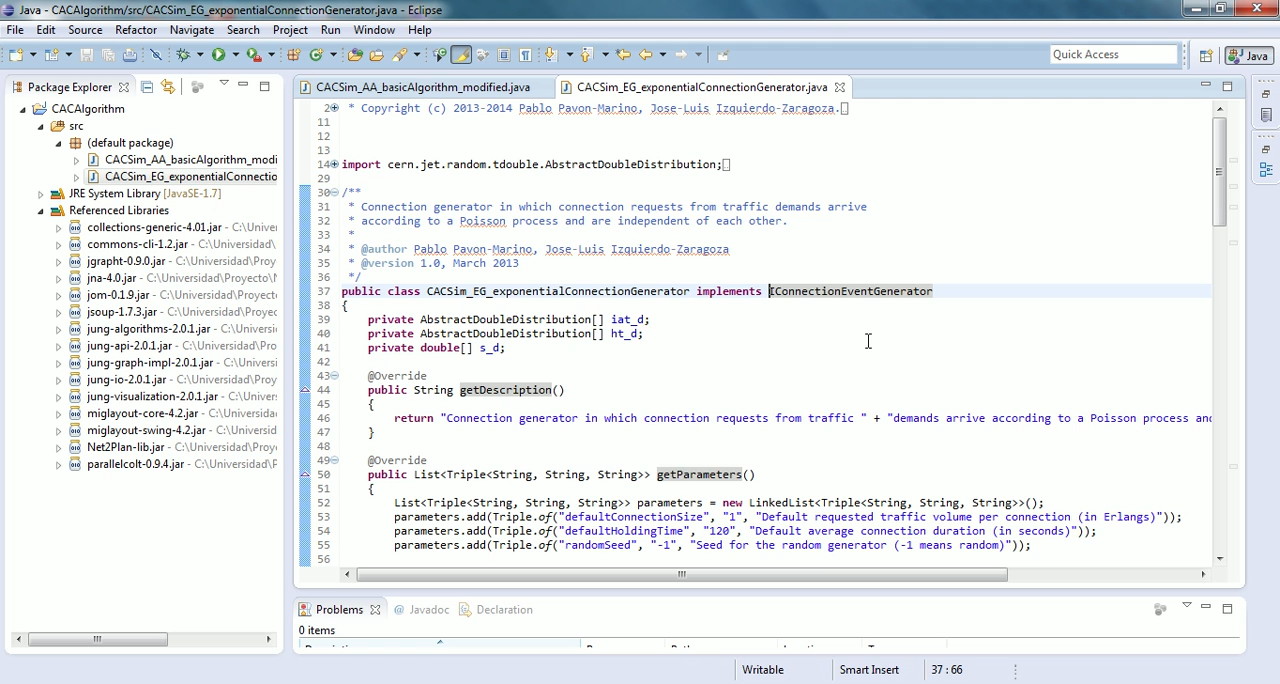 Java - CACAlgorithm/src/CACSim_EG_exponentialConnectionGenerator.java - Eclipse
File Edit Source Refactor Navigate Search Project Run Window Help
Quick Access
Java
Package Explorer
CACSim_AA_basicAlgorithm_modified.java
CACSim_EG_exponentialConnectionGenerator.java
CACAlgorithm
src
(default package)
CACSim_AA_basicAlgorithm_modi
CACSim_EG_exponentialConnectio
JRE System Library [JavaSE-1.7]
Referenced Libraries
collections-generic-4.01.jar - C:\Univer
commons-cli-1.2.jar - C:\Universidad\
jgrapht-0.9.0.jar - C:\Universidad\Proy
jna-4.0.jar - C:\Universidad\Proyecto\N
jom-0.1.9.jar - C:\Universidad\Proyecto
jsoup-1.7.3.jar - C:\Universidad\Proyec
jung-algorithms-2.0.1.jar - C:\Universi
jung-api-2.0.1.jar - C:\Universidad\Pro
jung-graph-impl-2.0.1.jar - C:\Universi
jung-io-2.0.1.jar - C:\Universidad\Proy
jung-visualization-2.0.1.jar - C:\Univer
miglayout-core-4.2.jar - C:\Universida
miglayout-swing-4.2.jar - C:\Universid
Net2Plan-lib.jar - C:\Universidad\Proye
parallelcolt-0.9.4.jar - C:\Universidad\
2 * Copyright (c) 2013-2014 Pablo Pavon-Marino, Jose-Luis Izquierdo-Zaragoza.
11
12
13
14 import cern.jet.random.tdouble.AbstractDoubleDistribution;
29
30 /**
31 * Connection generator in which connection requests from traffic demands arrive
32 * according to a Poisson process and are independent of each other.
33 *
34 * @author Pablo Pavon-Marino, Jose-Luis Izquierdo-Zaragoza
35 * @version 1.0, March 2013
36 */
37 public class CACSim_EG_exponentialConnectionGenerator implements IConnectionEventGenerator
38 {
39 private AbstractDoubleDistribution[] iat_d;
40 private AbstractDoubleDistribution[] ht_d;
41 private double[] s_d;
42
43 @Override
44 public String getDescription()
45 {
46 return "Connection generator in which connection requests from traffic " + "demands arrive according to a Poisson process and
47 }
48
49 @Override
50 public List<Triple<String, String, String>> getParameters()
51 {
52 List<Triple<String, String, String>> parameters = new LinkedList<Triple<String, String, String>>();
53 parameters.add(Triple.of("defaultConnectionSize", "1", "Default requested traffic volume per connection (in Erlangs)"));
54 parameters.add(Triple.of("defaultHoldingTime", "120", "Default average connection duration (in seconds)"));
55 parameters.add(Triple.of("randomSeed", "-1", "Seed for the random generator (-1 means random)"));
56
Problems @ Javadoc Declaration
0 items
Writable Smart Insert 37 : 66